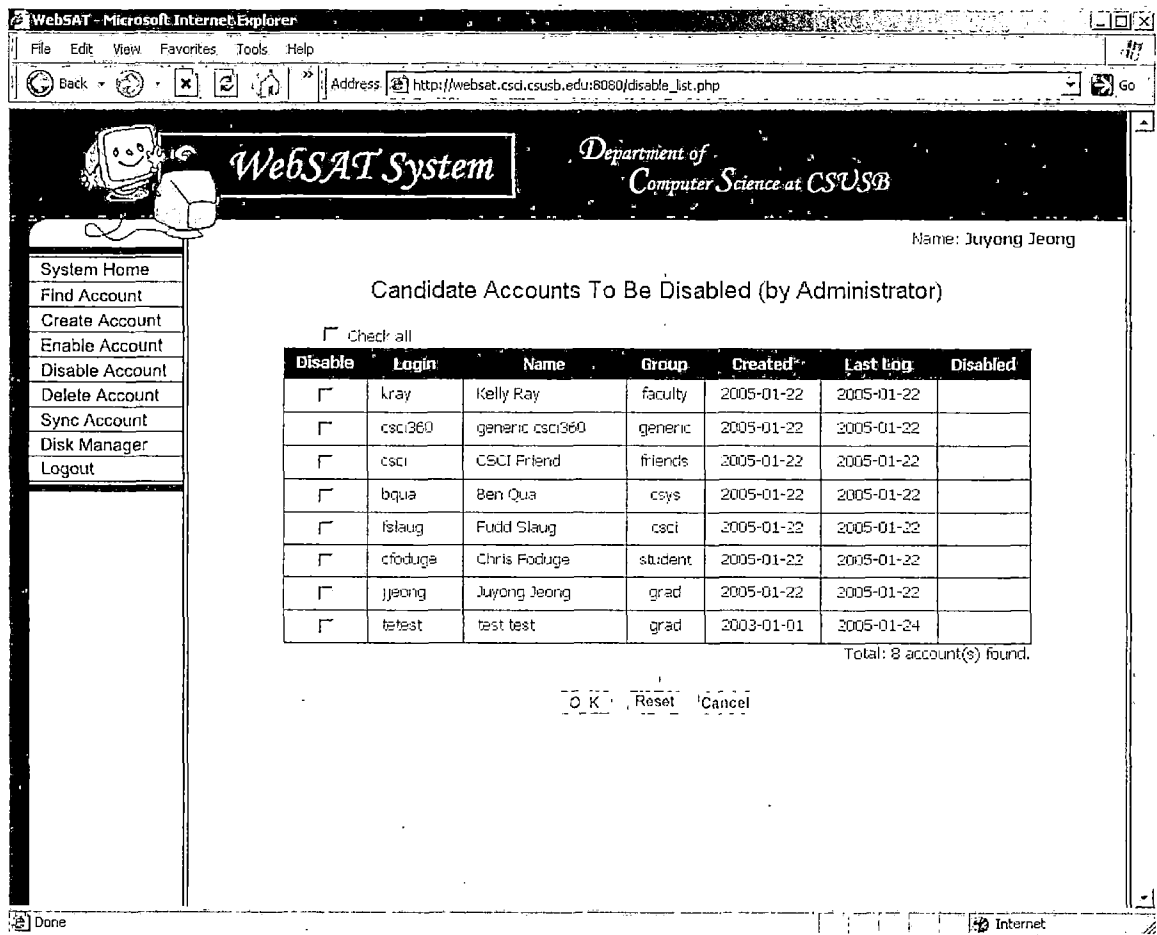 WebSAT - Microsoft Internet Explorer
File Edit View Favorites Tools Help
Back Address http://websat.csci.csusb.edu:8080/disable_list.php Go
WebSAT System
Department of
Computer Science at CSUSB
Name: Juyong Jeong
System Home
Find Account
Create Account
Enable Account
Disable Account
Delete Account
Sync Account
Disk Manager
Logout
Candidate Accounts To Be Disabled (by Administrator)
Check all
Disable Login Name Group Created Last Log Disabled
kray Kelly Ray faculty 2005-01-22 2005-01-22
csci360 generic csci360 generic 2005-01-22 2005-01-22
csci CSCI Friend friends 2005-01-22 2005-01-22
bqua Ben Qua csys 2005-01-22 2005-01-22
fslaug Fudd Slaug csci 2005-01-22 2005-01-22
cfoduge Chris Foduge student 2005-01-22 2005-01-22
jjeong Juyong Jeong grad 2005-01-22 2005-01-22
tetest test test grad 2003-01-01 2005-01-24
Total: 8 account(s) found.
O K Reset Cancel
Done Internet